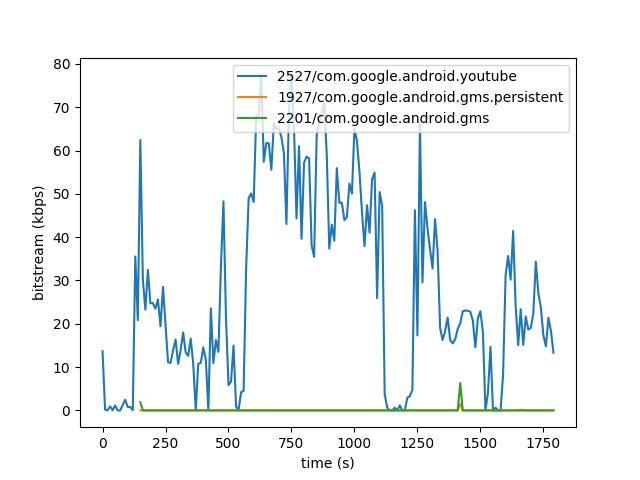 2527/com.google.android.youtube
1927/com.google.android.gms.persistent
2201/com.google.android.gms
bitstream (kbps)
80
70
60
50
40
30
20
10
0
0 250 500 750 1000 1250 1500 1750
time (s)